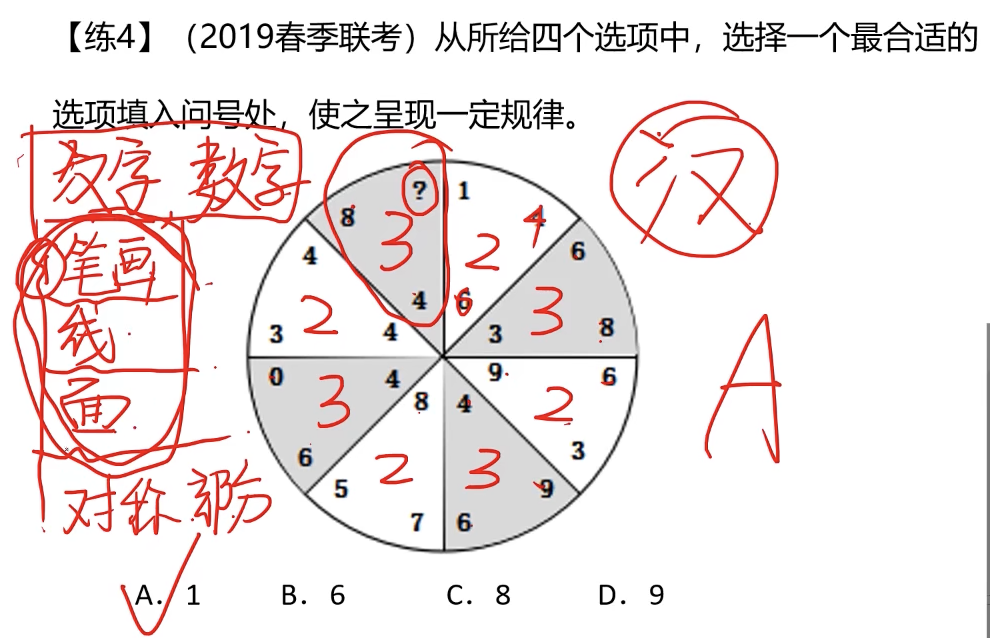 【练4】（2019春季联考）从所给四个选项中，选择一个最合适的
选项填入问号处，使之呈现一定规律。
汉字 数字
汉
笔画
线
面
对称 部分
? 1
8 3 2 4
4 6
4 6
3 2 4 3 3 8
0 4 9 6
3 8 4 2
6 3
2 3
5 9
7 6
A
A. 1 B. 6 C. 8 D. 9